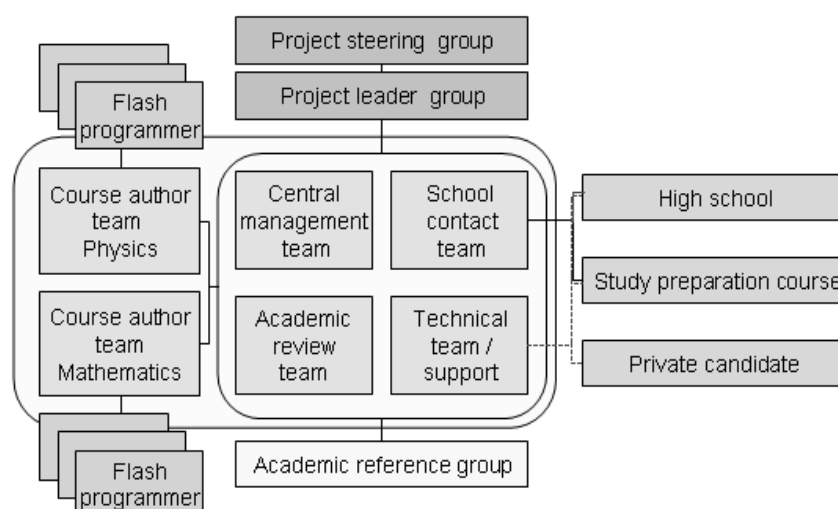 Project steering group
Project leader group
Flash
programmer
Course author
team
Physics
Central
management
team
School
contact
team
High school
Study preparation course
Course author
team
Mathematics
Academic
review
team
Technical
team /
support
Private candidate
Academic reference group
Flash
programmer